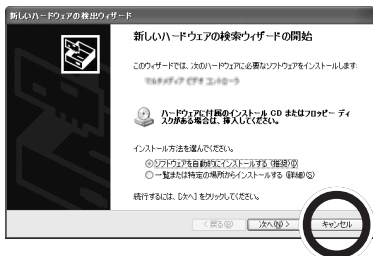 新しいハードウェアの検出ウィザード
新しいハードウェアの検索ウィザードの開始
このウィザードでは、次のハードウェアに必要なソフトウェアをインストールします:
マルチメディア ビデオ コントローラ
ハードウェアに付属のインストール CD またはフロッピー ディ
スクがある場合は、挿入してください。
インストール方法を選んでください。
ソフトウェアを自動的にインストールする (推奨)(I)
一覧または特定の場所からインストールする (詳細)(S)
続行するには、[次へ] をクリックしてください。
< 戻る(B) 次へ(N) > キャンセル